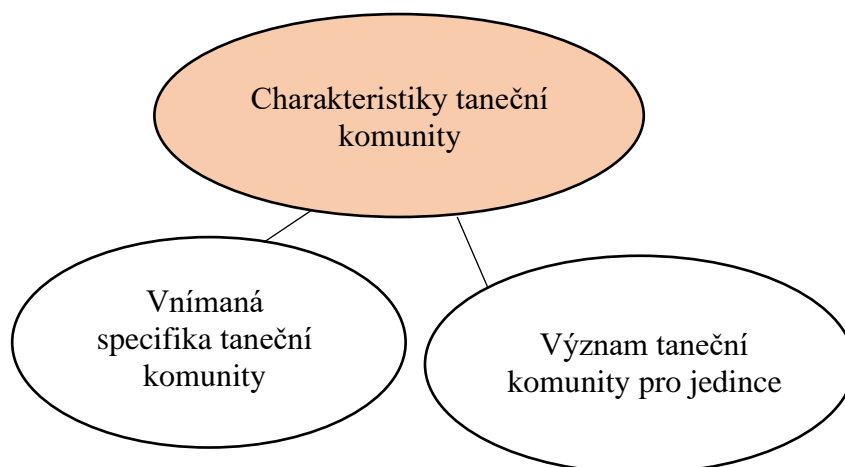 Charakteristiky taneční
komunity
Vnímaná
specifika taneční
komunity
Význam taneční
komunity pro jedince